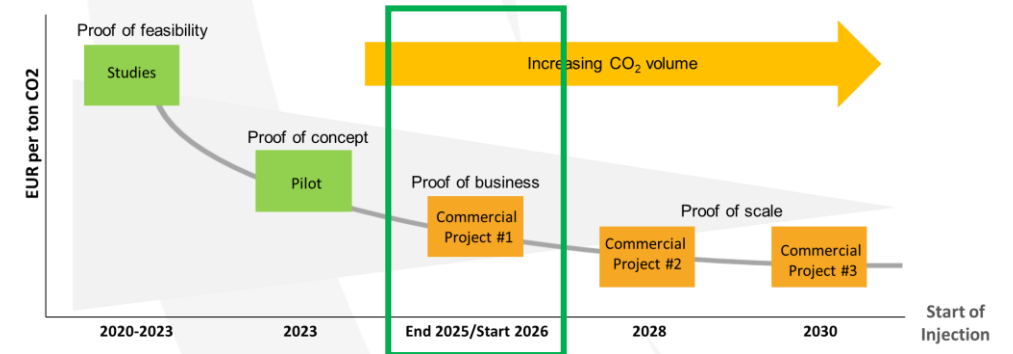 Proof of feasibility
Studies
Increasing CO₂ volume
EUR per ton CO2
Proof of concept
Pilot
Proof of business
Commercial
Project #1
Proof of scale
Commercial
Project #2
Commercial
Project #3
2020-2023
2023
End 2025/Start 2026
2028
2030
Start of
Injection